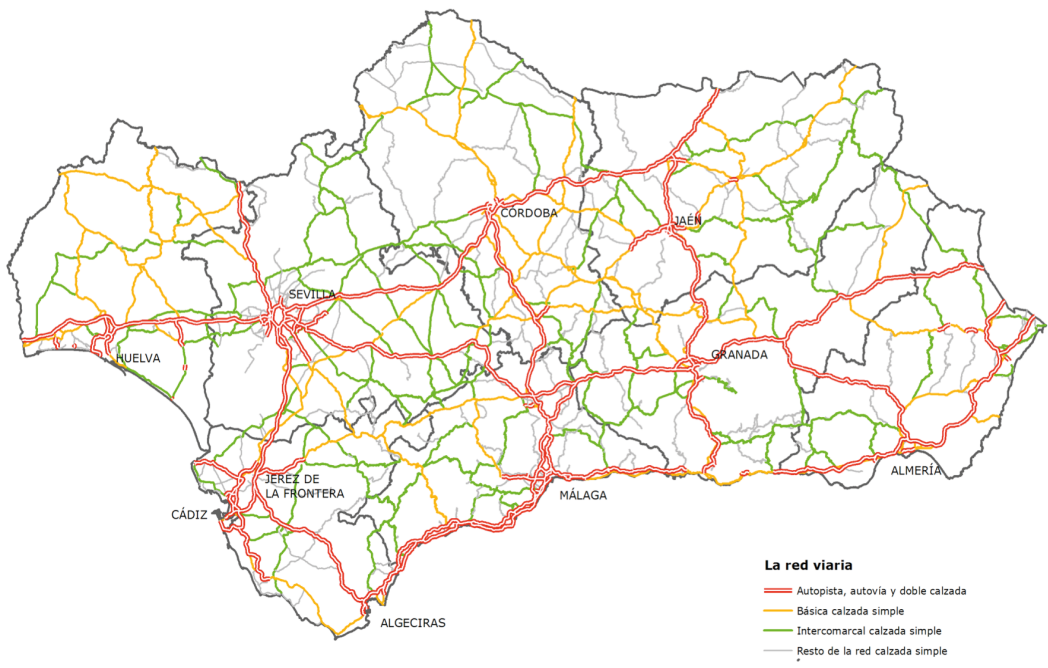 CÓRDOBA
JAÉN
SEVILLA
HUELVA
GRANADA
ALMERÍA
JEREZ DE
LA FRONTERA
MÁLAGA
CÁDIZ
ALGECIRAS
La red viaria
Autopista, autovía y doble calzada
Básica calzada simple
Intercomarcal calzada simple
Resto de la red calzada simple